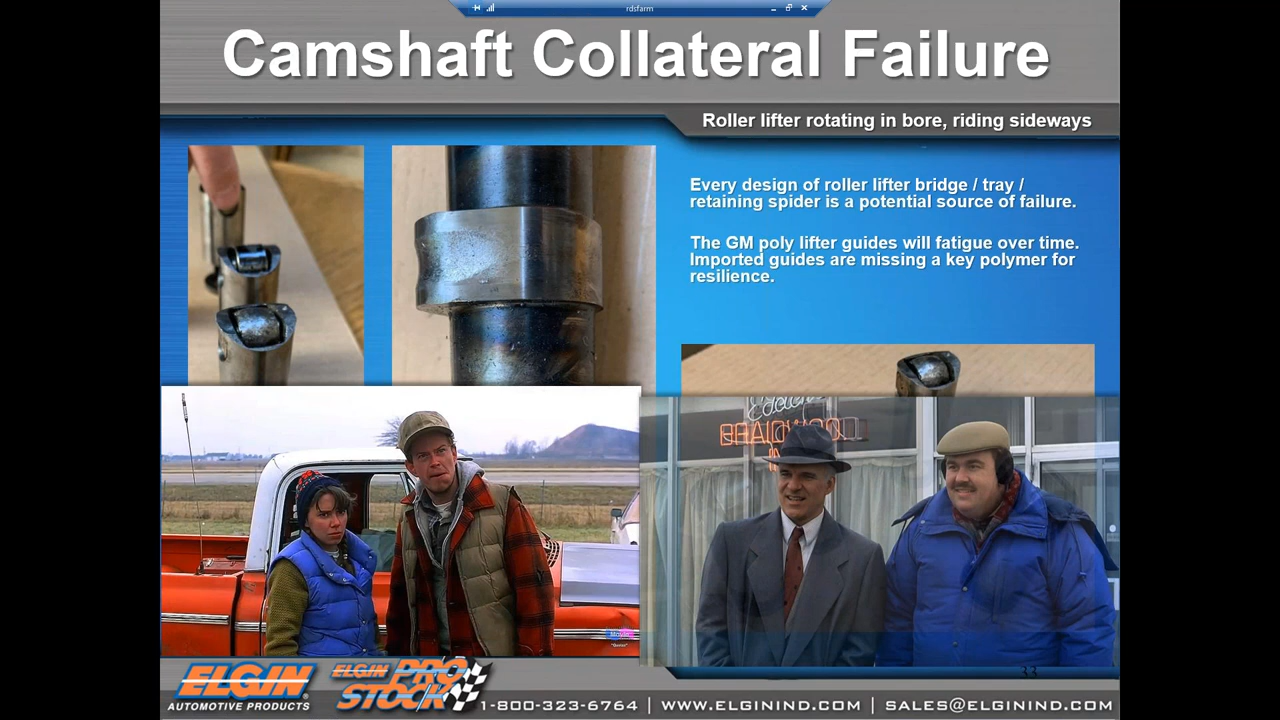 rdsfarm
Camshaft Collateral Failure
Roller lifter rotating in bore, riding sideways
Every design of roller lifter bridge / tray /
retaining spider is a potential source of failure.
The GM poly lifter guides will fatigue over time.
Imported guides are missing a key polymer for
resilience.
BRAIDWOOD
ELGIN
AUTOMOTIVE PRODUCTS
ELGIN PRO
STOCK
1-800-323-6764 | WWW.ELGININD.COM | SALES@ELGININD.COM
33